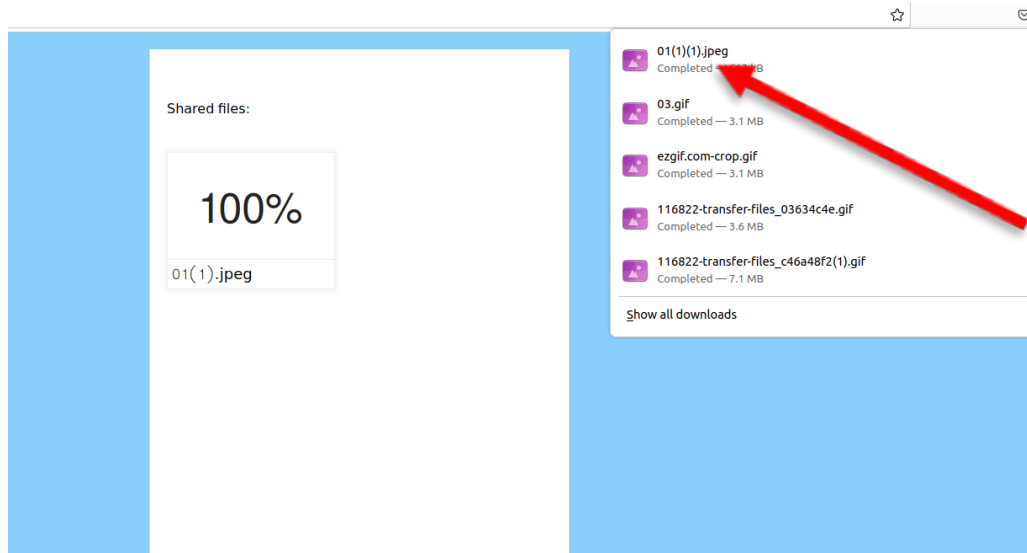 Shared files:
100%
01(1).jpeg
01(1)(1).jpeg
Completed —
03.gif
Completed — 3.1 MB
ezgif.com-crop.gif
Completed — 3.1 MB
116822-transfer-files_03634c4e.gif
Completed — 3.6 MB
116822-transfer-files_c46a48f2(1).gif
Completed — 7.1 MB
Show all downloads